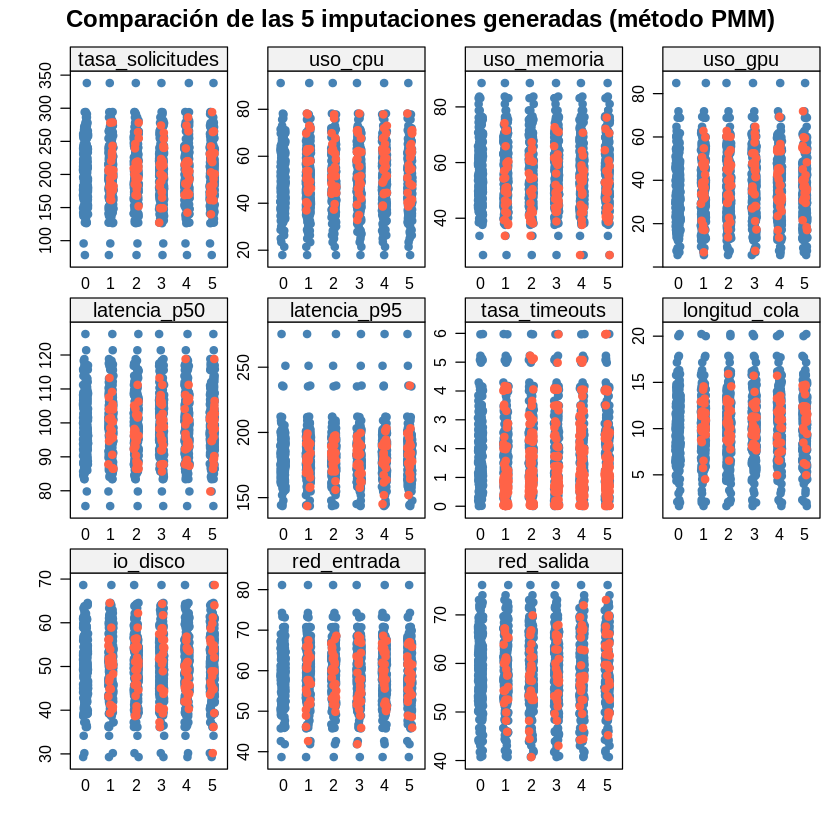 Comparación de las 5 imputaciones generadas (método PMM)
tasa_solicitudes
uso_cpu
uso_memoria
uso_gpu
100 150 200 250 300 350
20 40 60 80
40 60 80
20 40 60 80
0 1 2 3 4 5
0 1 2 3 4 5
0 1 2 3 4 5
0 1 2 3 4 5
latencia_p50
latencia_p95
tasa_timeouts
longitud_cola
80 90 100 110 120
150 200 250
0 1 2 3 4 5 6
5 10 15 20
0 1 2 3 4 5
0 1 2 3 4 5
0 1 2 3 4 5
0 1 2 3 4 5
io_disco
red_entrada
red_salida
30 40 50 60 70
40 50 60 70 80
40 50 60 70
0 1 2 3 4 5
0 1 2 3 4 5
0 1 2 3 4 5